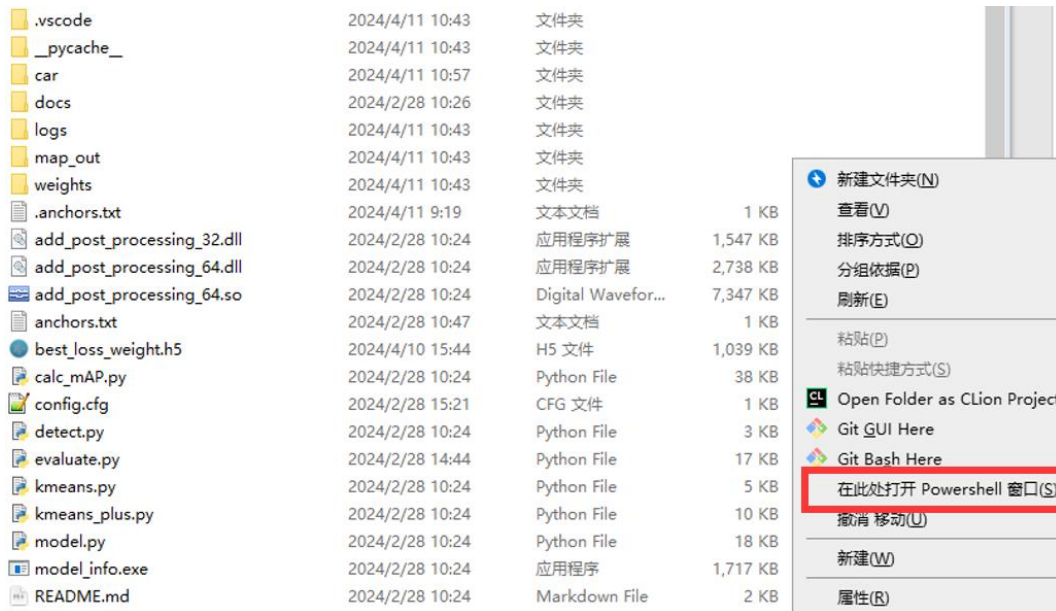 .vscode 2024/4/11 10:43 文件夹
__pycache__ 2024/4/11 10:43 文件夹
car 2024/4/11 10:57 文件夹
docs 2024/2/28 10:26 文件夹
logs 2024/4/11 10:43 文件夹
map_out 2024/4/11 10:43 文件夹
weights 2024/4/11 10:43 文件夹
.anchors.txt 2024/4/11 9:19 文本文档 1 KB
add_post_processing_32.dll 2024/2/28 10:24 应用程序扩展 1,547 KB
add_post_processing_64.dll 2024/2/28 10:24 应用程序扩展 2,738 KB
add_post_processing_64.so 2024/2/28 10:24 Digital Wavefor... 7,347 KB
anchors.txt 2024/2/28 10:47 文本文档 1 KB
best_loss_weight.h5 2024/4/10 15:44 H5 文件 1,039 KB
calc_mAP.py 2024/2/28 10:24 Python File 38 KB
config.cfg 2024/2/28 15:21 CFG 文件 1 KB
detect.py 2024/2/28 10:24 Python File 3 KB
evaluate.py 2024/2/28 14:44 Python File 17 KB
kmeans.py 2024/2/28 10:24 Python File 5 KB
kmeans_plus.py 2024/2/28 10:24 Python File 10 KB
model.py 2024/2/28 10:24 Python File 18 KB
model_info.exe 2024/2/28 10:24 应用程序 1,717 KB
README.md 2024/2/28 10:24 Markdown File 2 KB
新建文件夹(N)
查看(V)
排序方式(O)
分组依据(P)
刷新(E)
粘贴(P)
粘贴快捷方式(S)
CL Open Folder as CLion Project
Git GUI Here
Git Bash Here
在此处打开 Powershell 窗口(S)
撤消 移动(U)
新建(W)
属性(R)